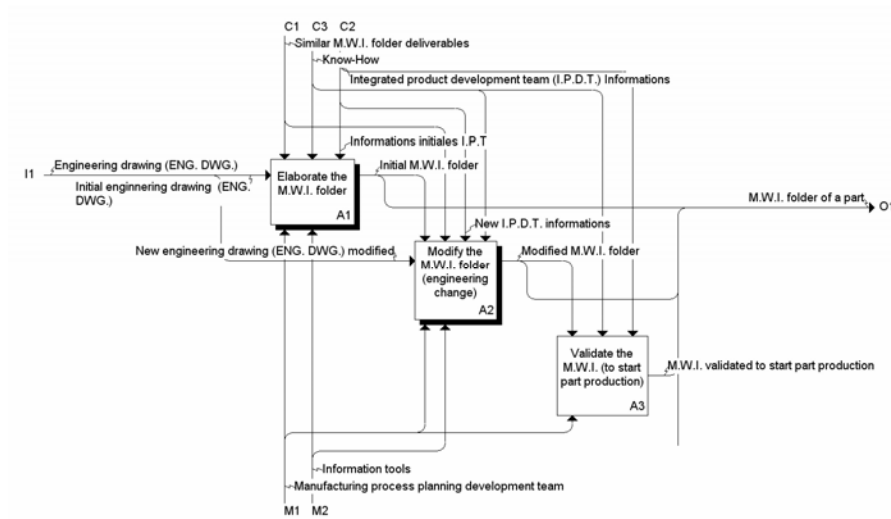 C1 C3 C2
Similar M.W.I. folder deliverables
Know-How
Integrated product development team (I.P.D.T.) Informations
Informations initiales I.P.T
I1
Engineering drawing (ENG. DWG.)
Initial enginnering drawing (ENG.
DWG.)
Elaborate the
M.W.I. folder
A1
Initial M.W.I. folder
M.W.I. folder of a part
O1
New I.P.D.T. informations
New engineering drawing (ENG. DWG.) modified
Modify the
M.W.I. folder
(engineering
change)
A2
Modified M.W.I. folder
Validate the
M.W.I. (to start
part production)
A3
M.W.I. validated to start part production
Information tools
Manufacturing process planning development team
M1 M2